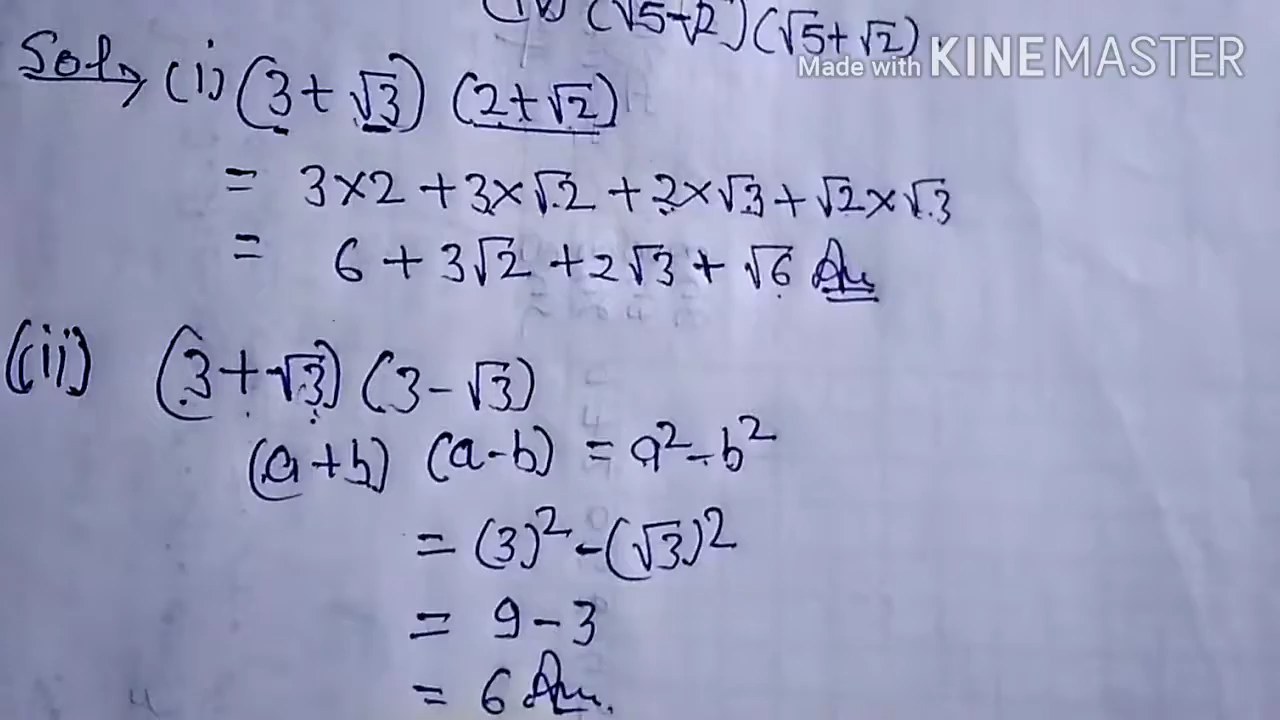 (iv) (√5-√2) (√5+√2)
Made with KINEMASTER
Sol→ (i) (3+√3) (2+√2)
= 3×2 +3×√2 +2×√3+√2×√3
= 6+3√2 +2√3+ √6 Ans
(ii) (3+√3) (3-√3)
(a+b) (a-b) = a²-b²
= (3)²-(√3)²
= 9-3
= 6 Ans.